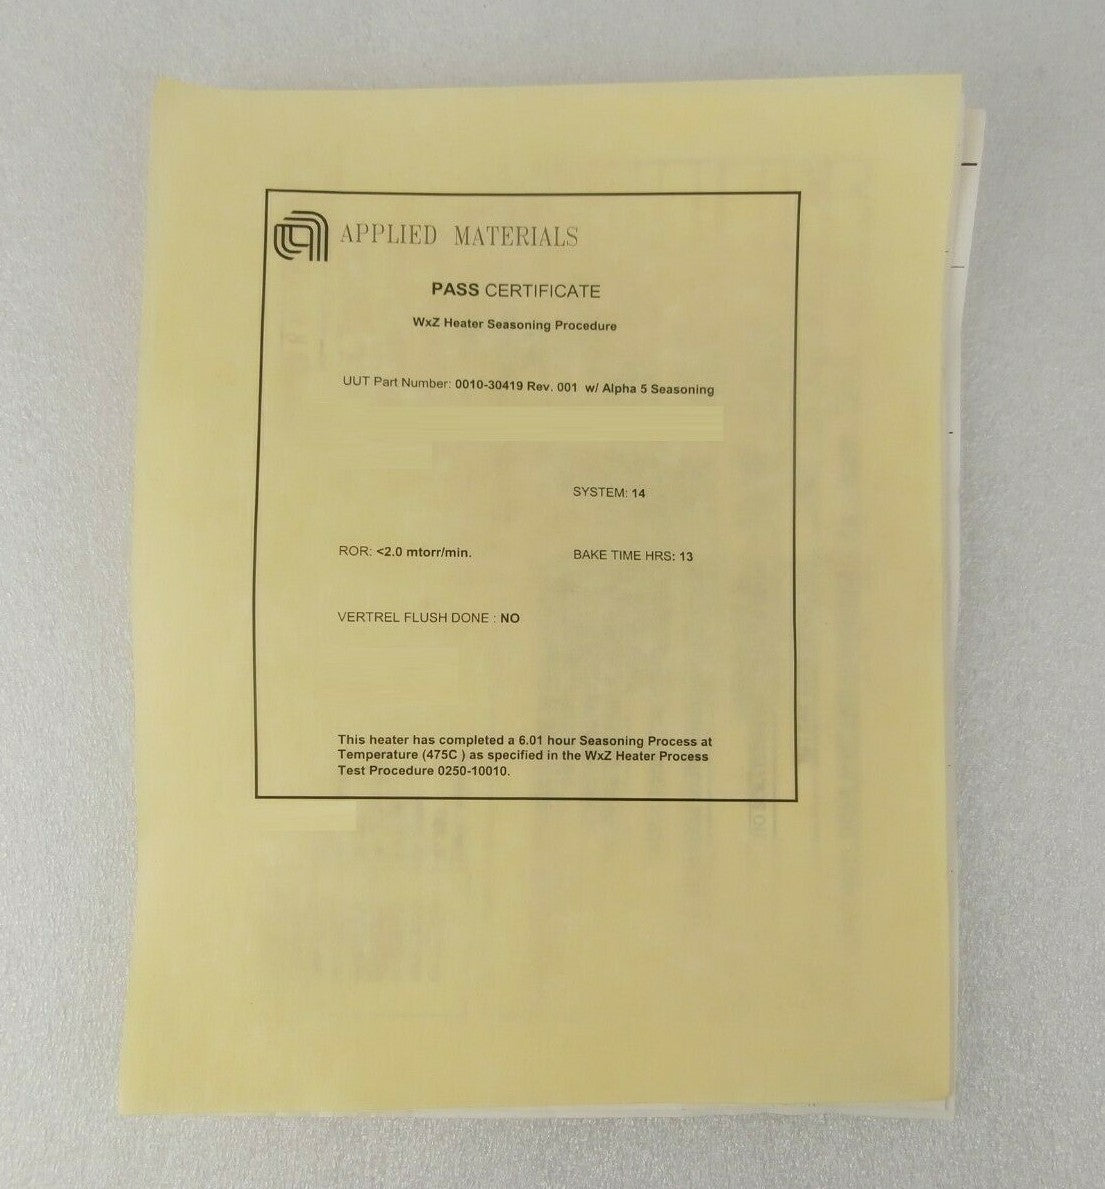 APPLIED MATERIALS
PASS CERTIFICATE
WxZ Heater Seasoning Procedure
UUT Part Number: 0010-30419 Rev. 001 w/ Alpha 5 Seasoning
SYSTEM: 14
ROR: <2.0 mtorr/min. BAKE TIME HRS: 13
VERTREL FLUSH DONE : NO
This heater has completed a 6.01 hour Seasoning Process at
Temperature (475C ) as specified in the WxZ Heater Process
Test Procedure 0250-10010.